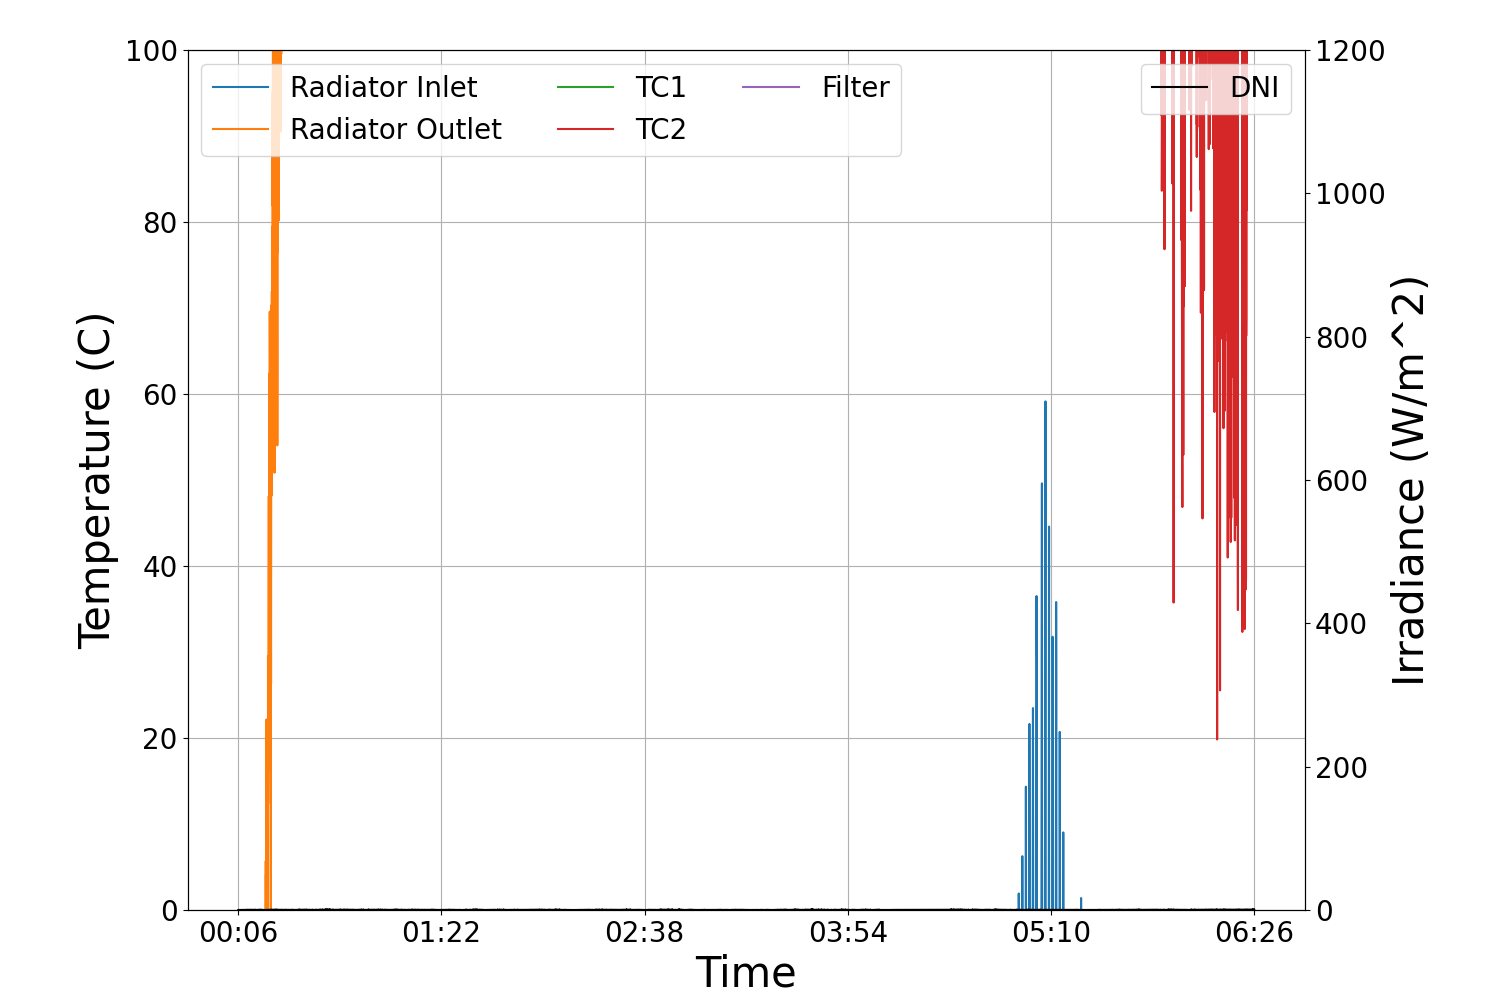 Radiator Inlet
Radiator Outlet
TC1
TC2
Filter
DNI
Temperature (C)
100
80
60
40
20
0
1200
1000
800
600
400
200
0
Irradiance (W/m^2)
00:06
01:22
02:38
03:54
05:10
06:26
Time